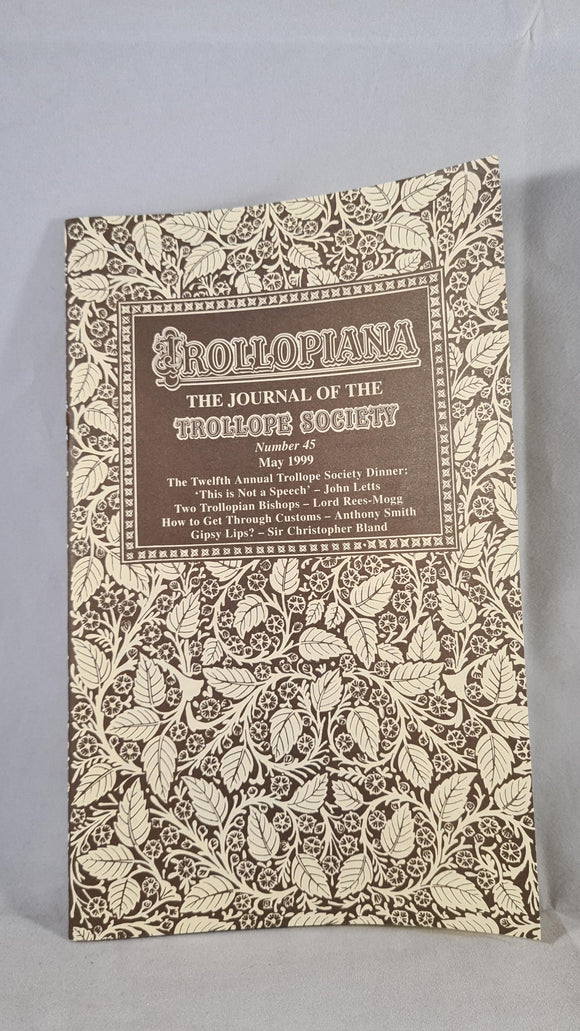 TROLLOPIANA
THE JOURNAL OF THE
TROLLOPE SOCIETY
Number 45
May 1999
The Twelfth Annual Trollope Society Dinner:
‘This is Not a Speech’ – John Letts
Two Trollopian Bishops – Lord Rees-Mogg
How to Get Through Customs – Anthony Smith
Gipsy Lips? – Sir Christopher Bland